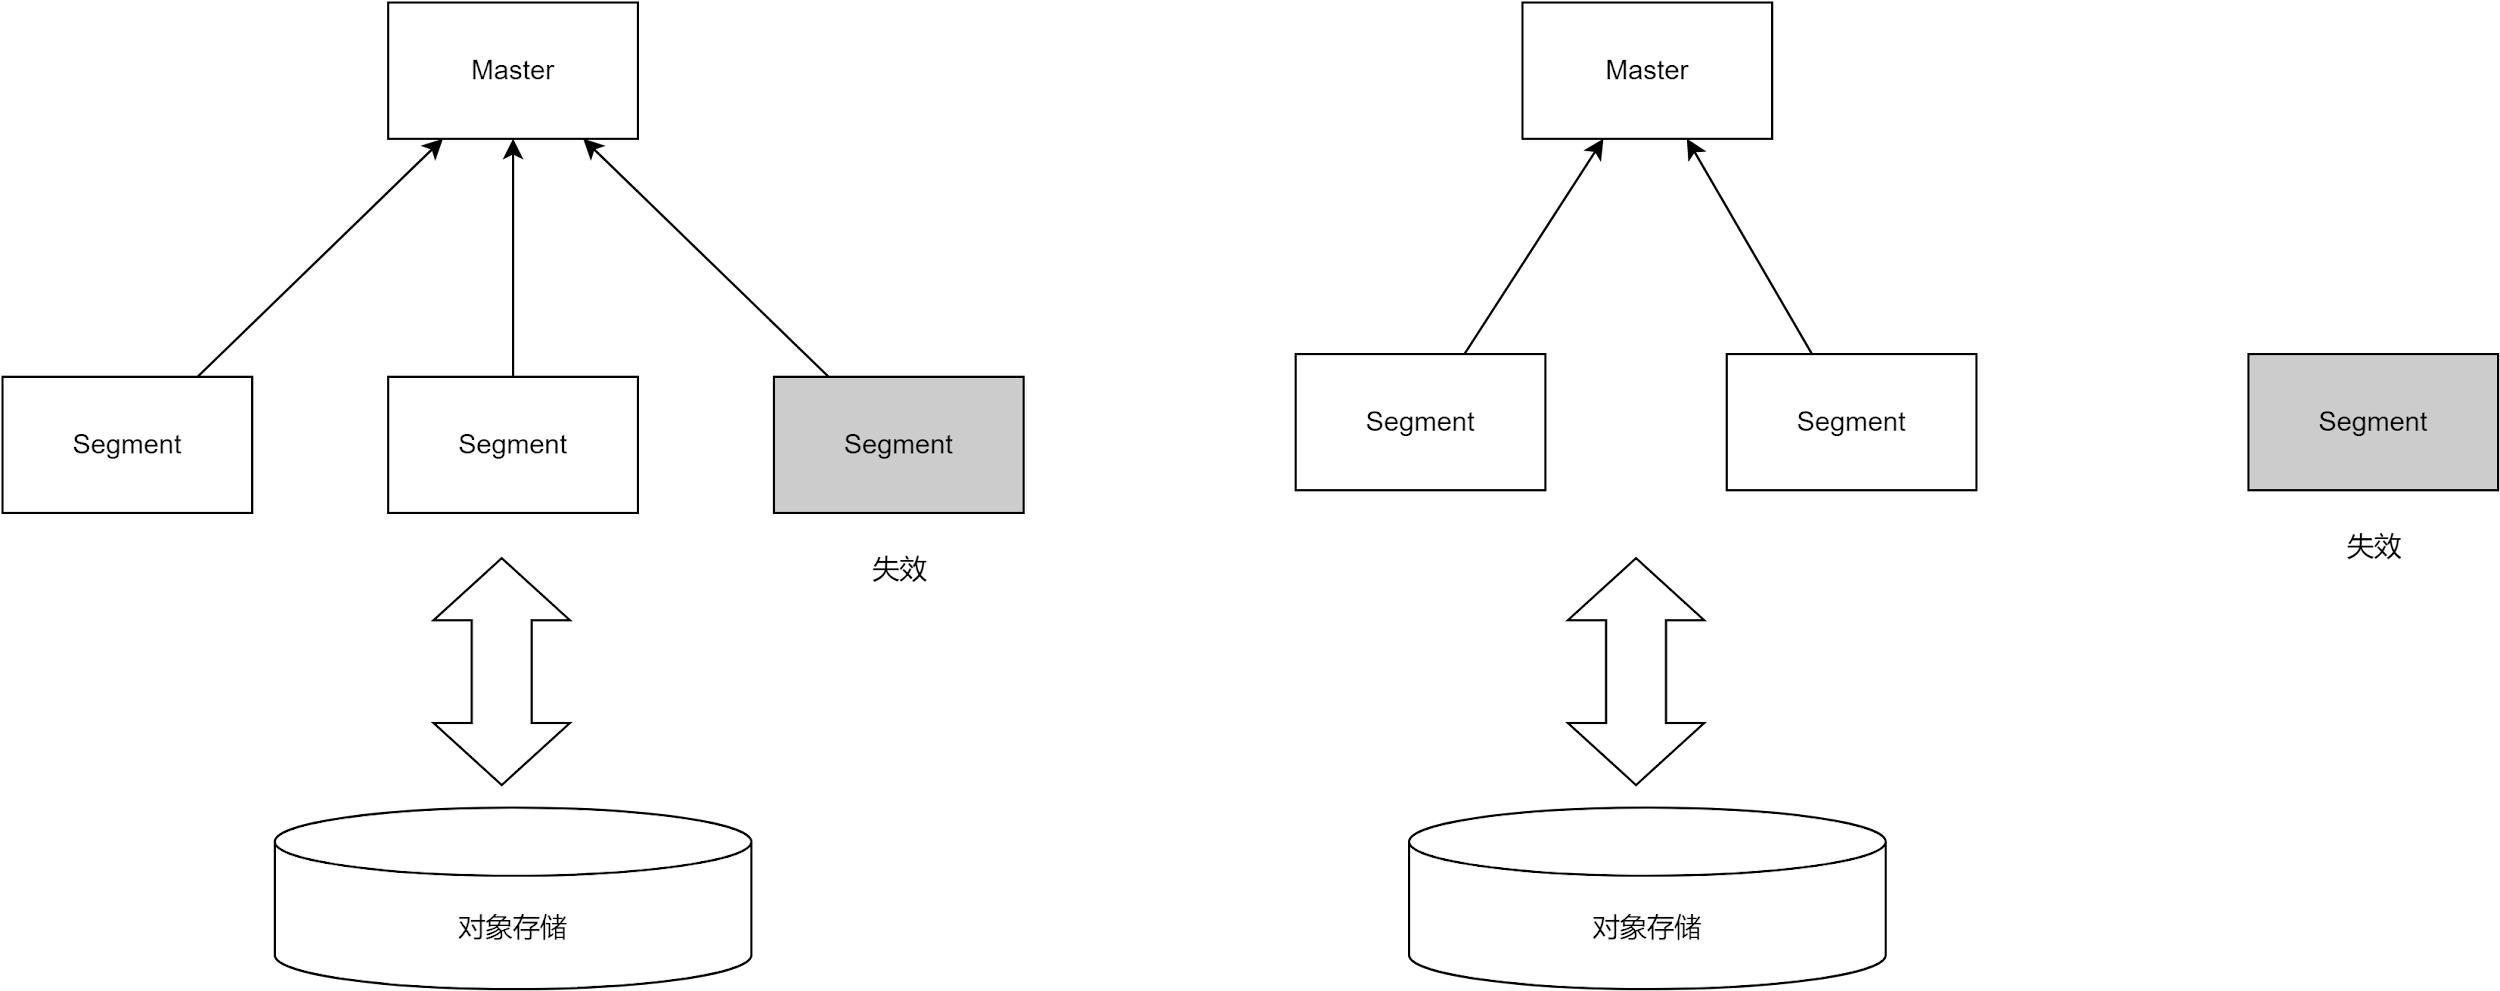 Master
Segment
Segment
Segment
失效
对象存储
Master
Segment
Segment
Segment
失效
对象存储